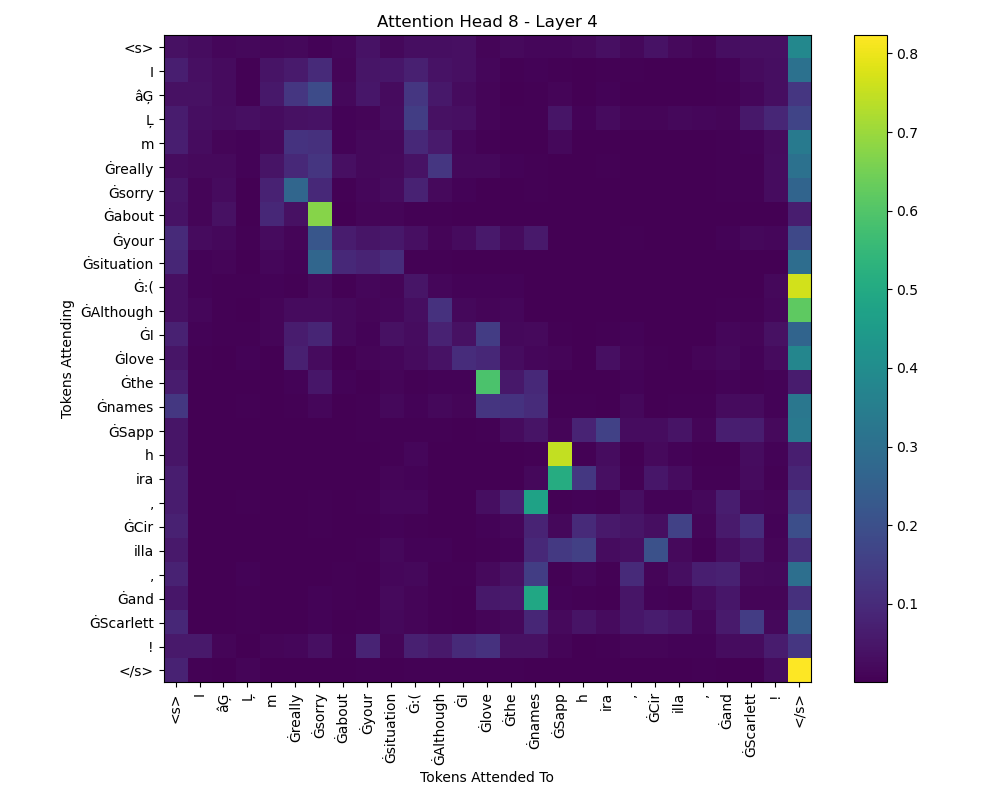 Attention Head 8 - Layer 4
Tokens Attending
<s>
I
âĢ
Ļ
m
Ġreally
Ġsorry
Ġabout
Ġyour
Ġsituation
Ġ:(
ĠAlthough
ĠI
Ġlove
Ġthe
Ġnames
ĠSapp
h
ira
,
ĠCir
illa
,
Ġand
ĠScarlett
!
</s>
<s>
I
âĢ
Ļ
m
Ġreally
Ġsorry
Ġabout
Ġyour
Ġsituation
Ġ:(
ĠAlthough
ĠI
Ġlove
Ġthe
Ġnames
ĠSapp
h
ira
,
ĠCir
illa
,
Ġand
ĠScarlett
!
</s>
Tokens Attended To
0.8
0.7
0.6
0.5
0.4
0.3
0.2
0.1